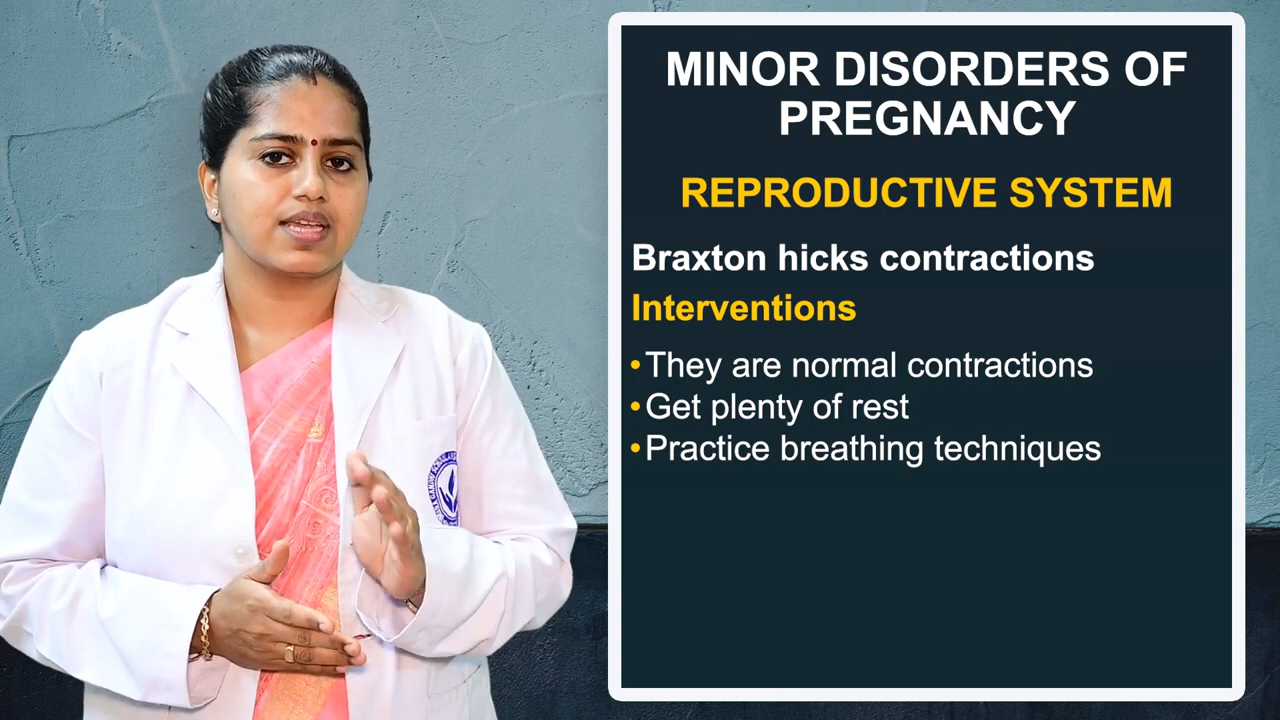 MINOR DISORDERS OF
PREGNANCY
REPRODUCTIVE SYSTEM
Braxton hicks contractions
Interventions
•They are normal contractions
•Get plenty of rest
•Practice breathing techniques